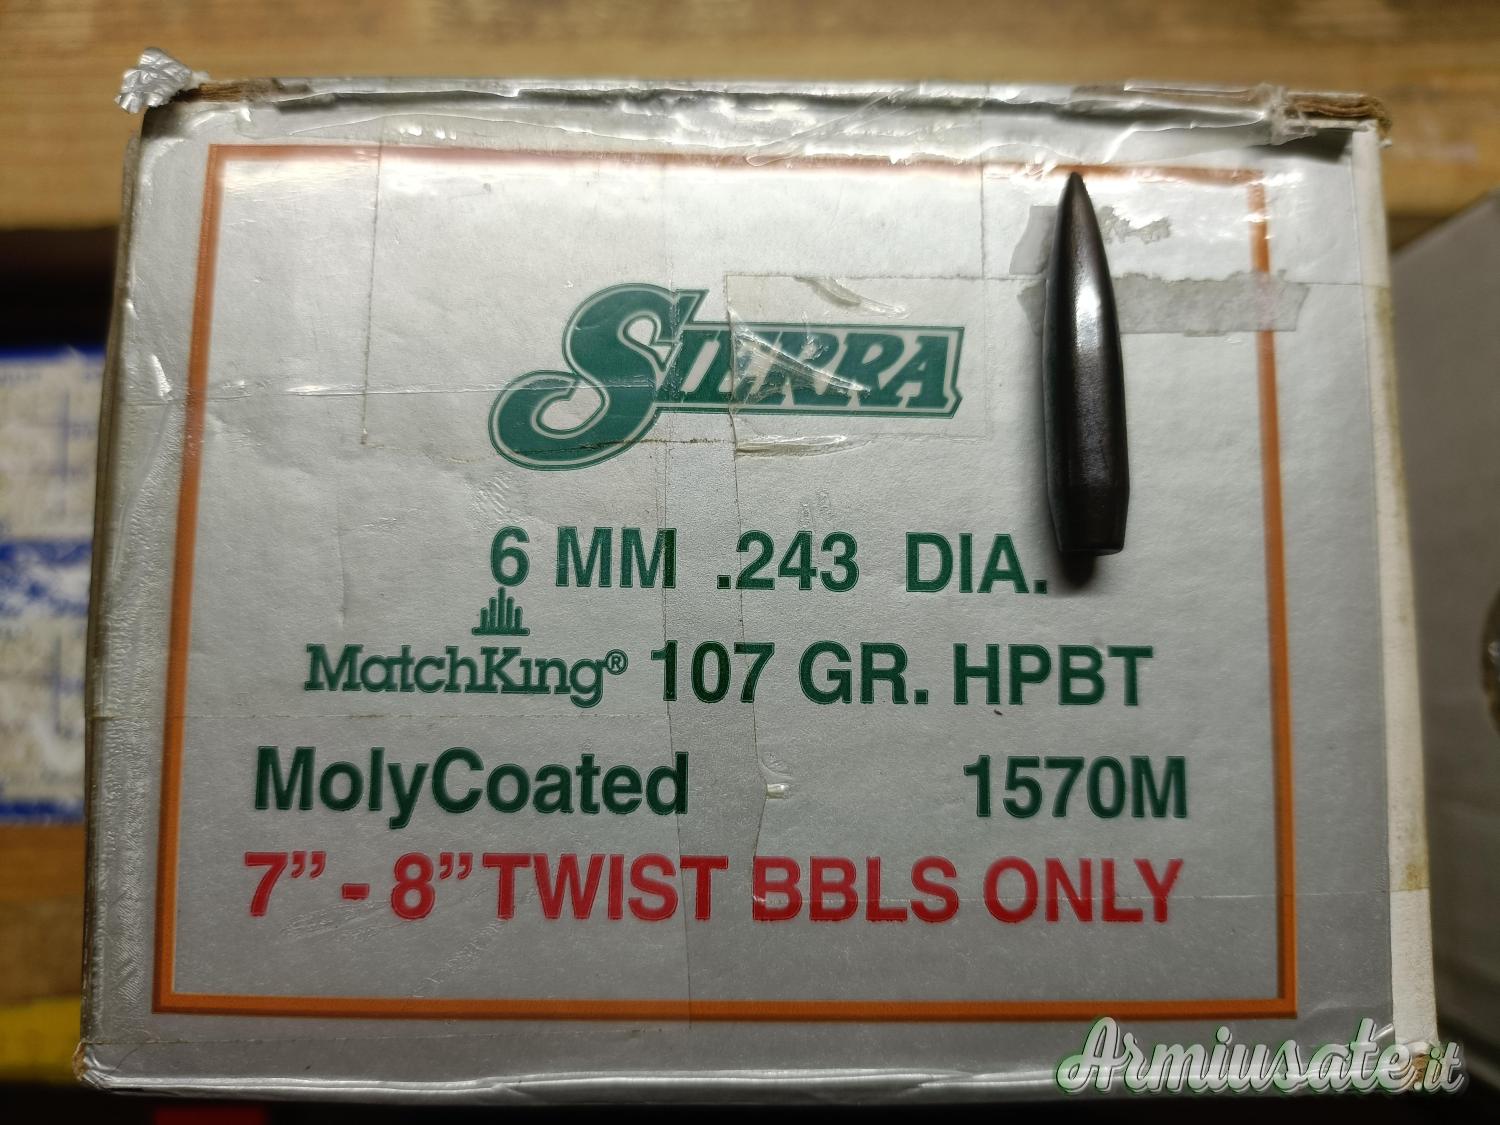 SIERRA
6 MM .243 DIA.
MatchKing® 107 GR. HPBT
MolyCoated 1570M
7” - 8” TWIST BBLS ONLY
Armiusate.it